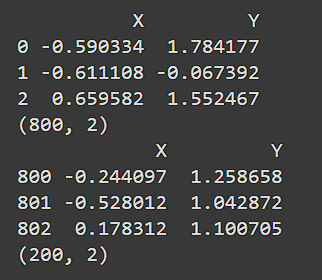 X Y
0 -0.590334 1.784177
1 -0.611108 -0.067392
2 0.659582 1.552467
(800, 2)
X Y
800 -0.244097 1.258658
801 -0.528012 1.042872
802 0.178312 1.100705
(200, 2)